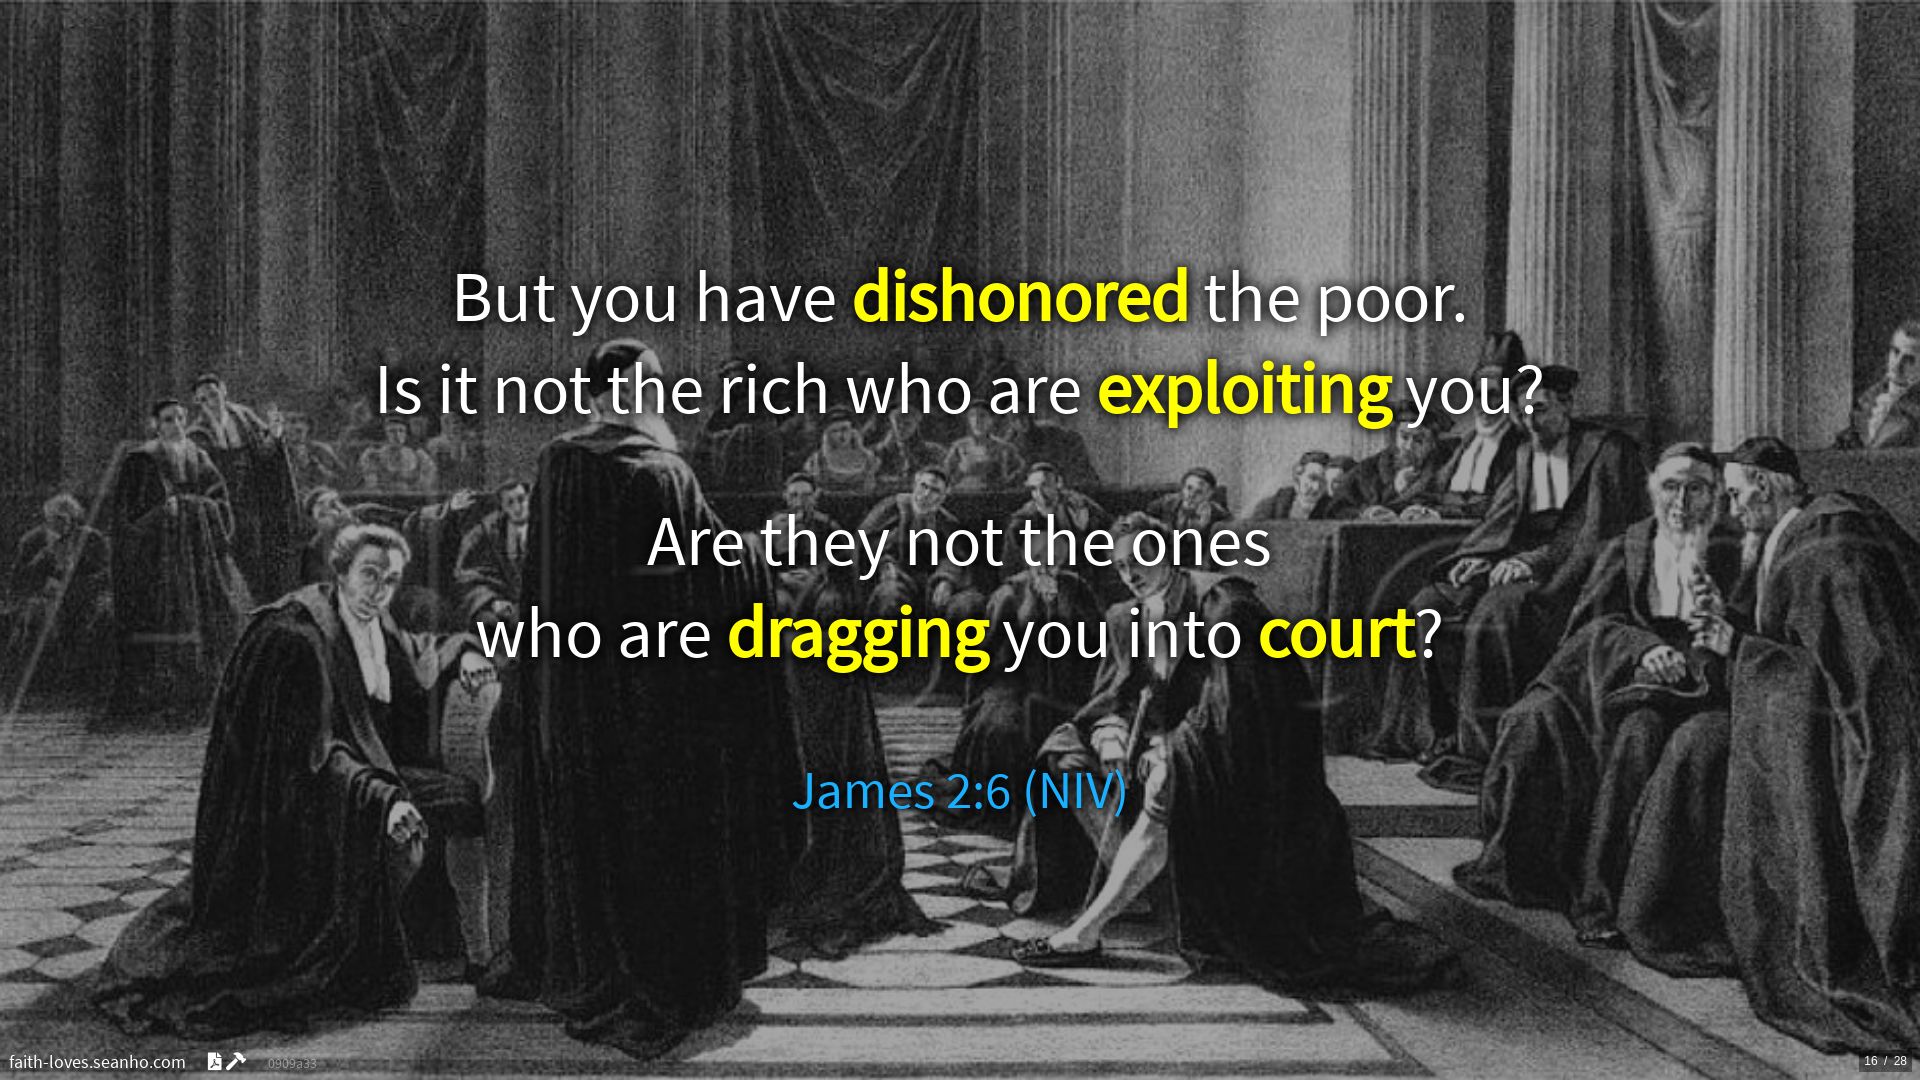 But you have dishonored the poor.
Is it not the rich who are exploiting you?
Are they not the ones
who are dragging you into court?
James 2:6 (NIV)
faith-loves.seanho.com
0909a33
16 / 28